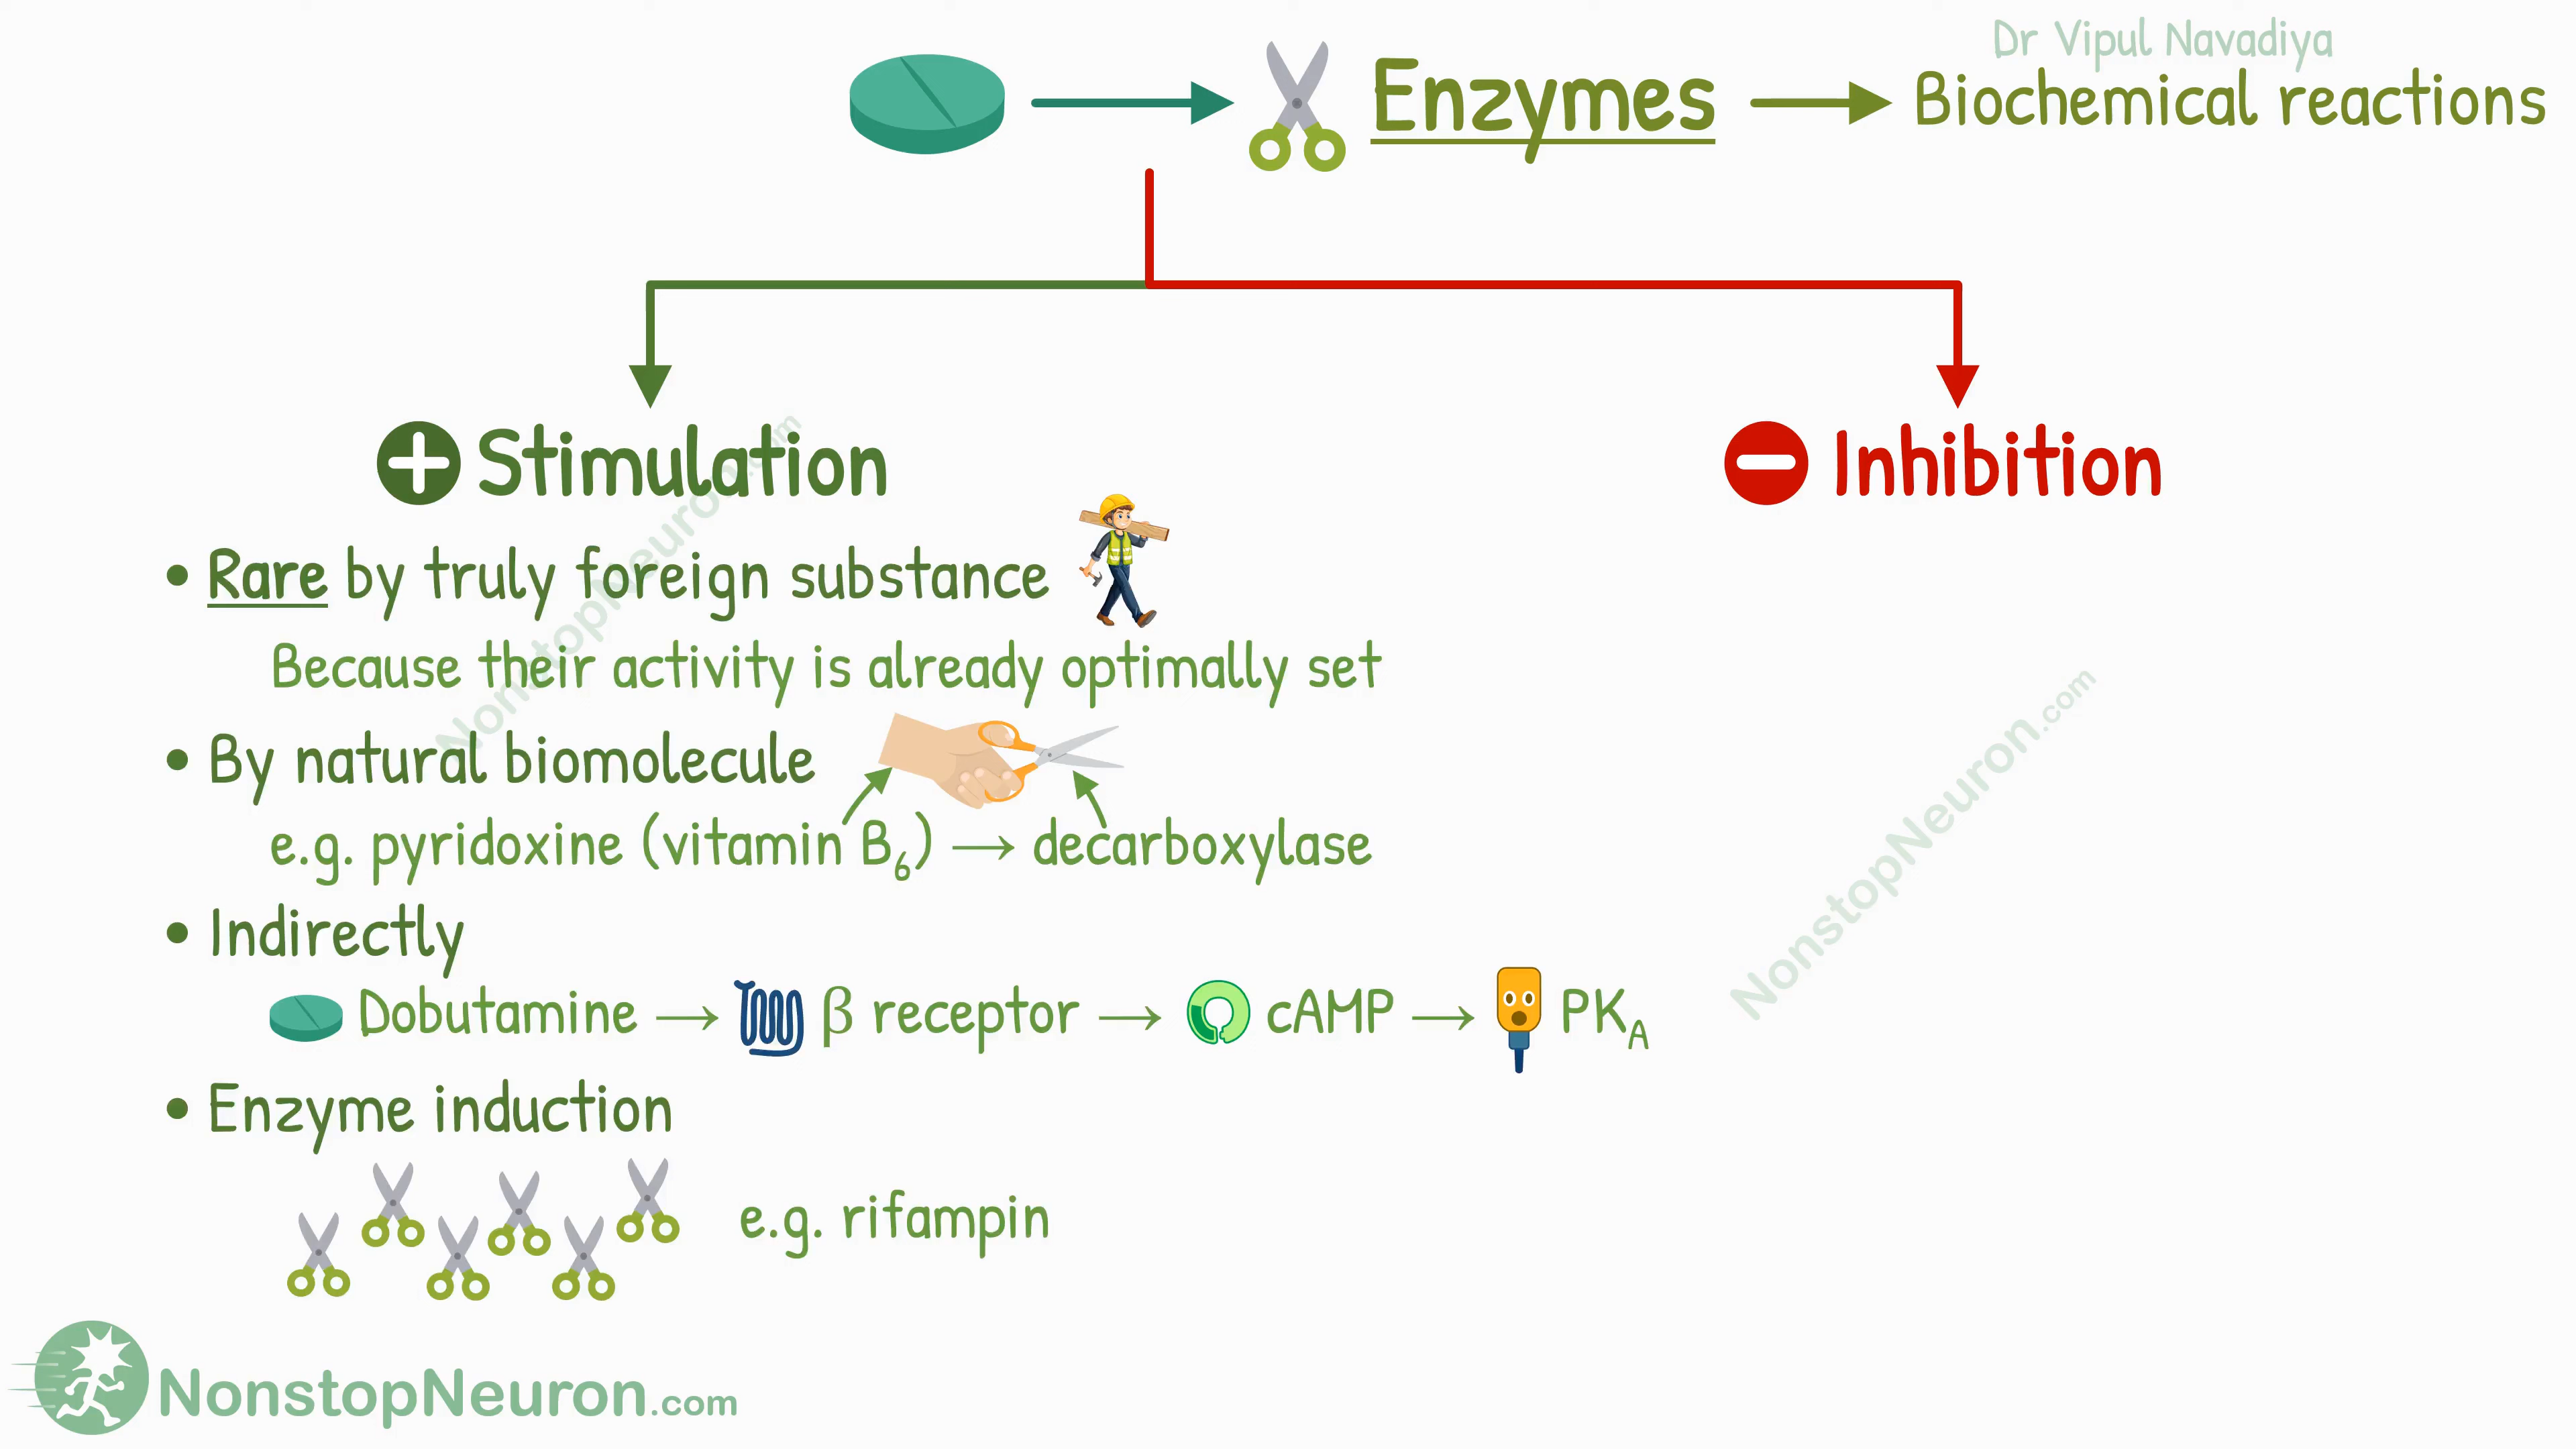 Dr Vipul Navadiya
Enzymes → Biochemical reactions
Stimulation
Inhibition
• Rare by truly foreign substance
Because their activity is already optimally set
• By natural biomolecule
e.g. pyridoxine (vitamin B₆) → decarboxylase
• Indirectly
Dobutamine → β receptor → cAMP → PKA
• Enzyme induction
e.g. rifampin
NonstopNeuron.com
NonstopNeuron.com
NonstopNeuron.com